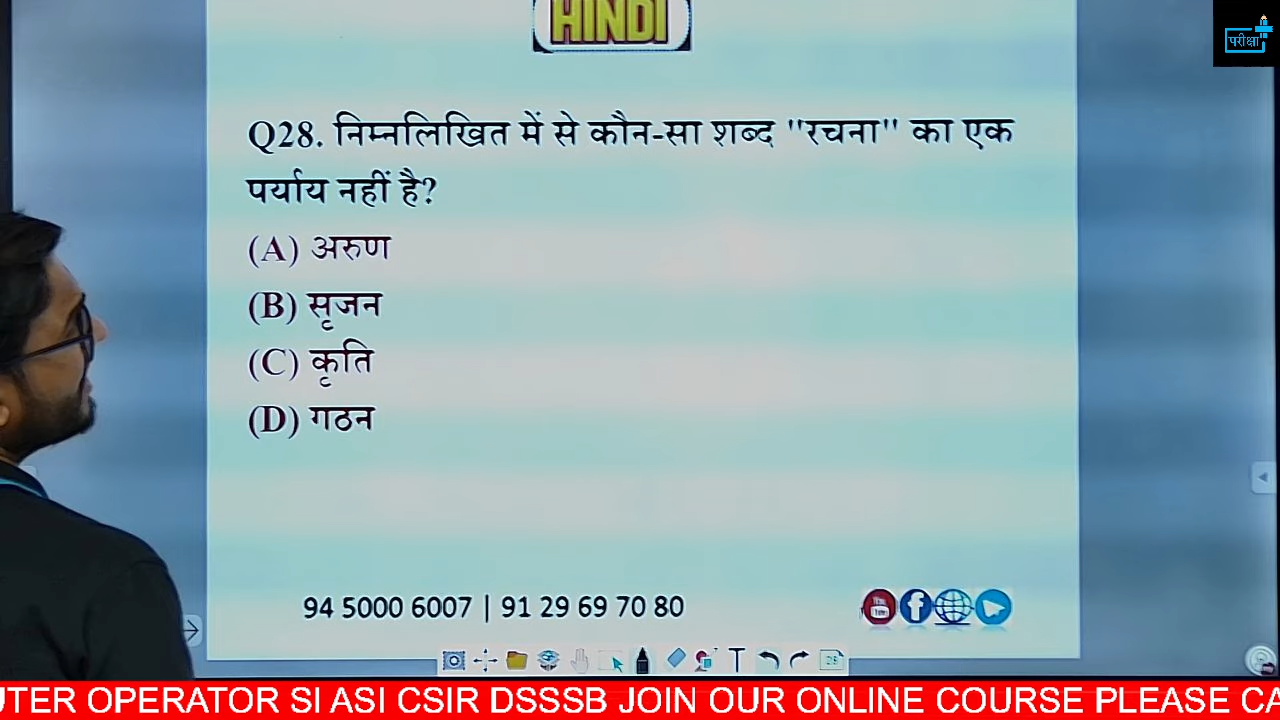 HINDI
परीक्षा
Q28. निम्नलिखित में से कौन-सा शब्द "रचना" का एक
पर्याय नहीं है?
(A) अरुण
(B) सृजन
(C) कृति
(D) गठन
94 5000 6007 | 91 29 69 70 80
UTER OPERATOR SI ASI CSIR DSSSB JOIN OUR ONLINE COURSE PLEASE CA